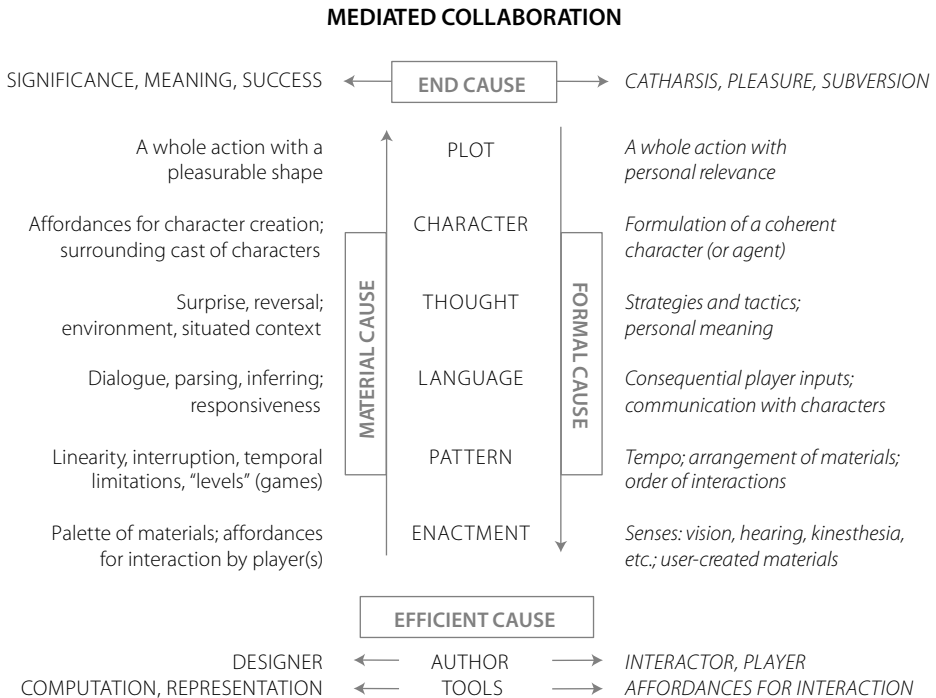 MEDIATED COLLABORATION
SIGNIFICANCE, MEANING, SUCCESS
END CAUSE
CATHARSIS, PLEASURE, SUBVERSION
A whole action with a
pleasurable shape
PLOT
A whole action with
personal relevance
Affordances for character creation;
surrounding cast of characters
CHARACTER
Formulation of a coherent
character (or agent)
MATERIAL CAUSE
FORMAL CAUSE
Surprise, reversal;
environment, situated context
THOUGHT
Strategies and tactics;
personal meaning
Dialogue, parsing, inferring;
responsiveness
LANGUAGE
Consequential player inputs;
communication with characters
Linearity, interruption, temporal
limitations, “levels” (games)
PATTERN
Tempo; arrangement of materials;
order of interactions
Palette of materials; affordances
for interaction by player(s)
ENACTMENT
Senses: vision, hearing, kinesthesia,
etc.; user-created materials
EFFICIENT CAUSE
DESIGNER
AUTHOR
INTERACTOR, PLAYER
COMPUTATION, REPRESENTATION
TOOLS
AFFORDANCES FOR INTERACTION